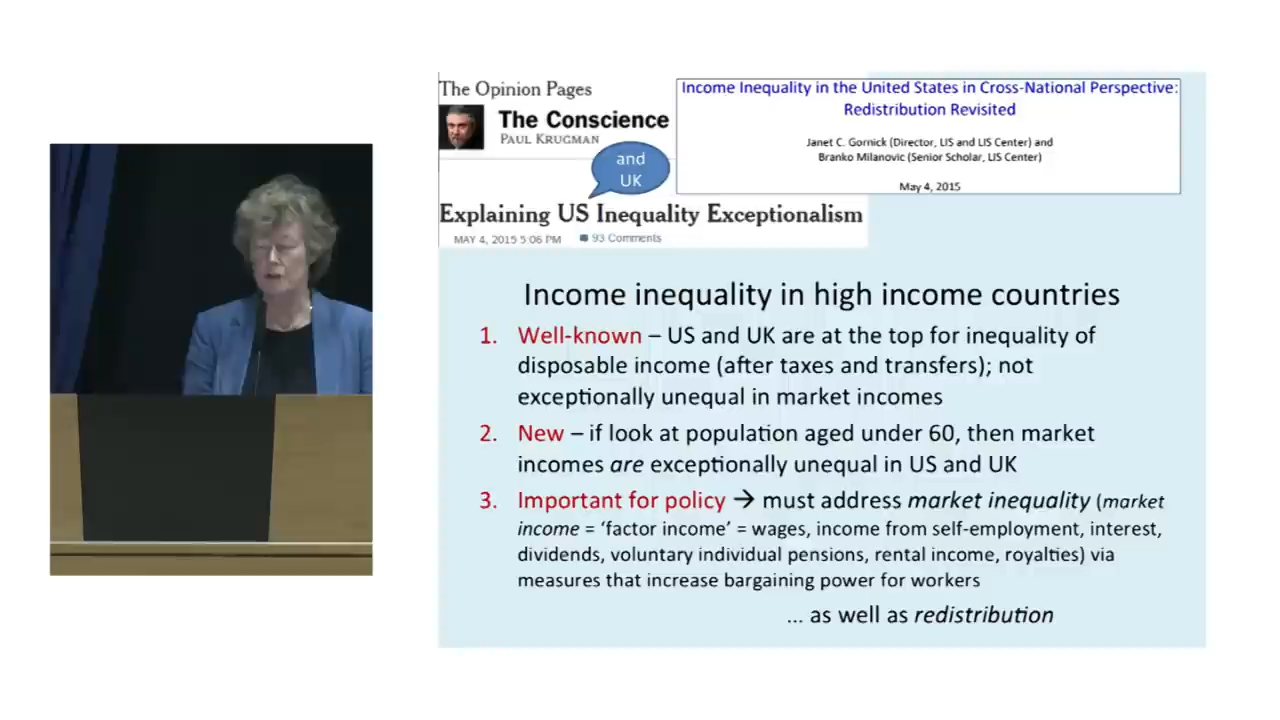 The Opinion Pages
The Conscience
PAUL KRUGMAN
and
UK
Income Inequality in the United States in Cross-National Perspective:
Redistribution Revisited
Janet C. Gornick (Director, LIS and LIS Center) and
Branko Milanovic (Senior Scholar, LIS Center)
May 4, 2015
Explaining US Inequality Exceptionalism
MAY 4, 2015 5:06 PM 93 Comments
Income inequality in high income countries
1. Well-known – US and UK are at the top for inequality of
disposable income (after taxes and transfers); not
exceptionally unequal in market incomes
2. New – if look at population aged under 60, then market
incomes are exceptionally unequal in US and UK
3. Important for policy → must address market inequality (market
income = ‘factor income’ = wages, income from self-employment, interest,
dividends, voluntary individual pensions, rental income, royalties) via
measures that increase bargaining power for workers
... as well as redistribution